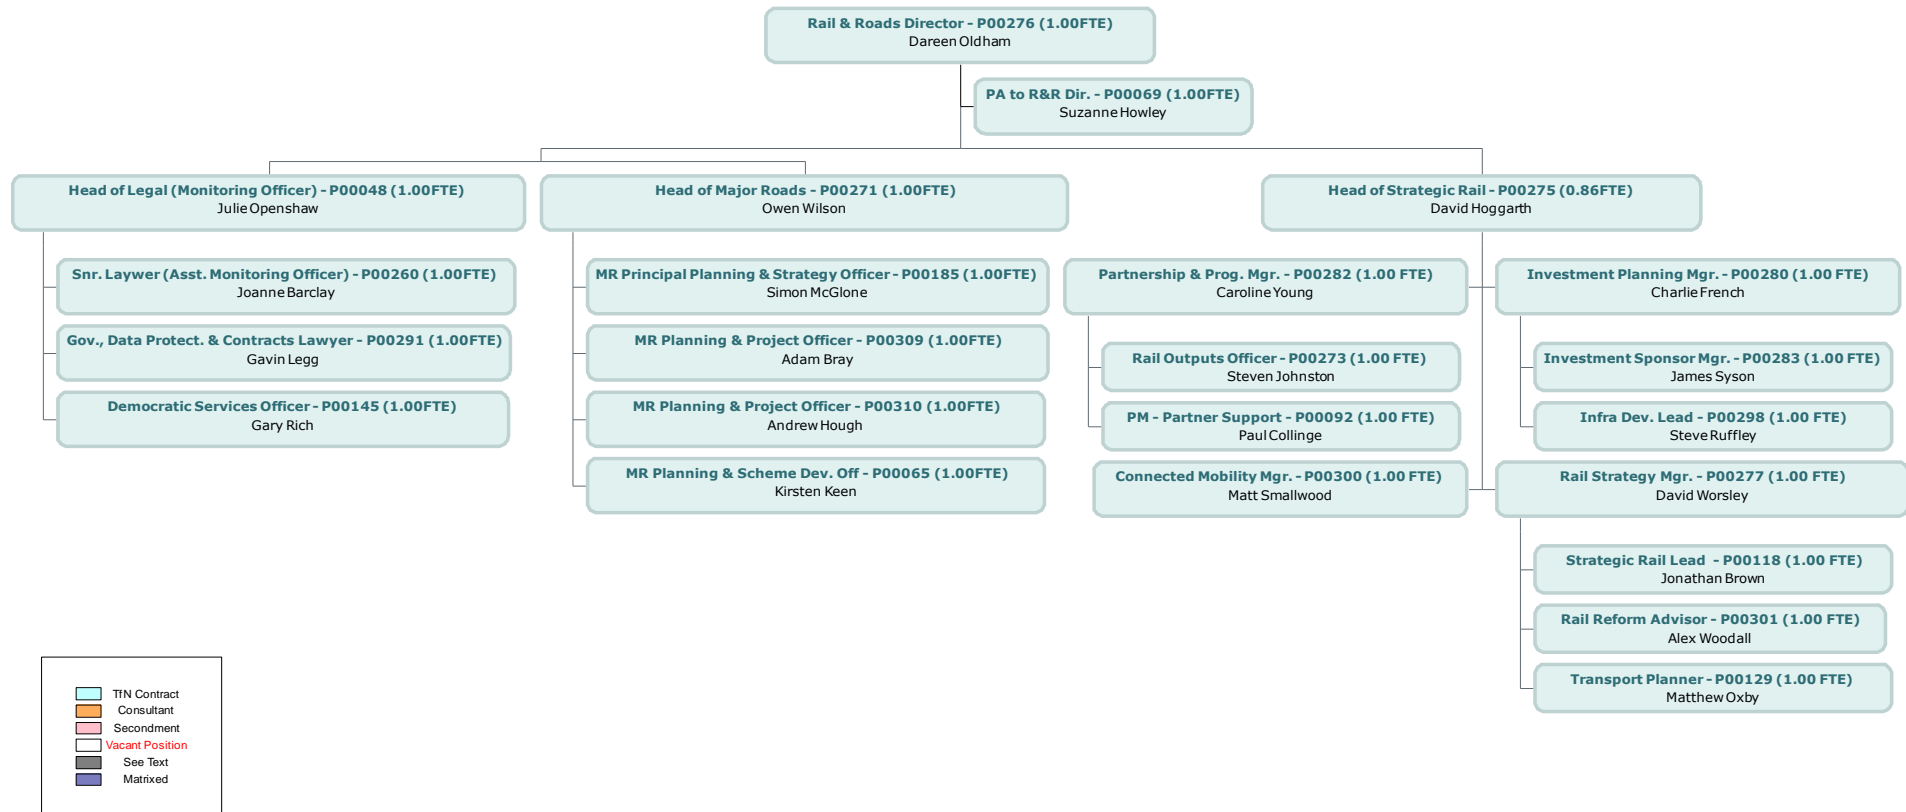 Rail & Roads Director - P00276 (1.00FTE)
Dareen Oldham
PA to R&R Dir. - P00069 (1.00FTE)
Suzanne Howley
Head of Legal (Monitoring Officer) - P00048 (1.00FTE)
Julie Openshaw
Head of Major Roads - P00271 (1.00FTE)
Owen Wilson
Head of Strategic Rail - P00275 (0.86FTE)
David Hoggarth
Snr. Laywer (Asst. Monitoring Officer) - P00260 (1.00FTE)
Joanne Barclay
Gov., Data Protect. & Contracts Lawyer - P00291 (1.00FTE)
Gavin Legg
Democratic Services Officer - P00145 (1.00FTE)
Gary Rich
MR Principal Planning & Strategy Officer - P00185 (1.00FTE)
Simon McGlone
MR Planning & Project Officer - P00309 (1.00FTE)
Adam Bray
MR Planning & Project Officer - P00310 (1.00FTE)
Andrew Hough
MR Planning & Scheme Dev. Off - P00065 (1.00FTE)
Kirsten Keen
Partnership & Prog. Mgr. - P00282 (1.00 FTE)
Caroline Young
Rail Outputs Officer - P00273 (1.00 FTE)
Steven Johnston
PM - Partner Support - P00092 (1.00 FTE)
Paul Collinge
Connected Mobility Mgr. - P00300 (1.00 FTE)
Matt Smallwood
Investment Planning Mgr. - P00280 (1.00 FTE)
Charlie French
Investment Sponsor Mgr. - P00283 (1.00 FTE)
James Syson
Infra Dev. Lead - P00298 (1.00 FTE)
Steve Ruffley
Rail Strategy Mgr. - P00277 (1.00 FTE)
David Worsley
Strategic Rail Lead - P00118 (1.00 FTE)
Jonathan Brown
Rail Reform Advisor - P00301 (1.00 FTE)
Alex Woodall
Transport Planner - P00129 (1.00 FTE)
Matthew Oxby
TfN Contract
Consultant
Secondment
Vacant Position
See Text
Matrixed